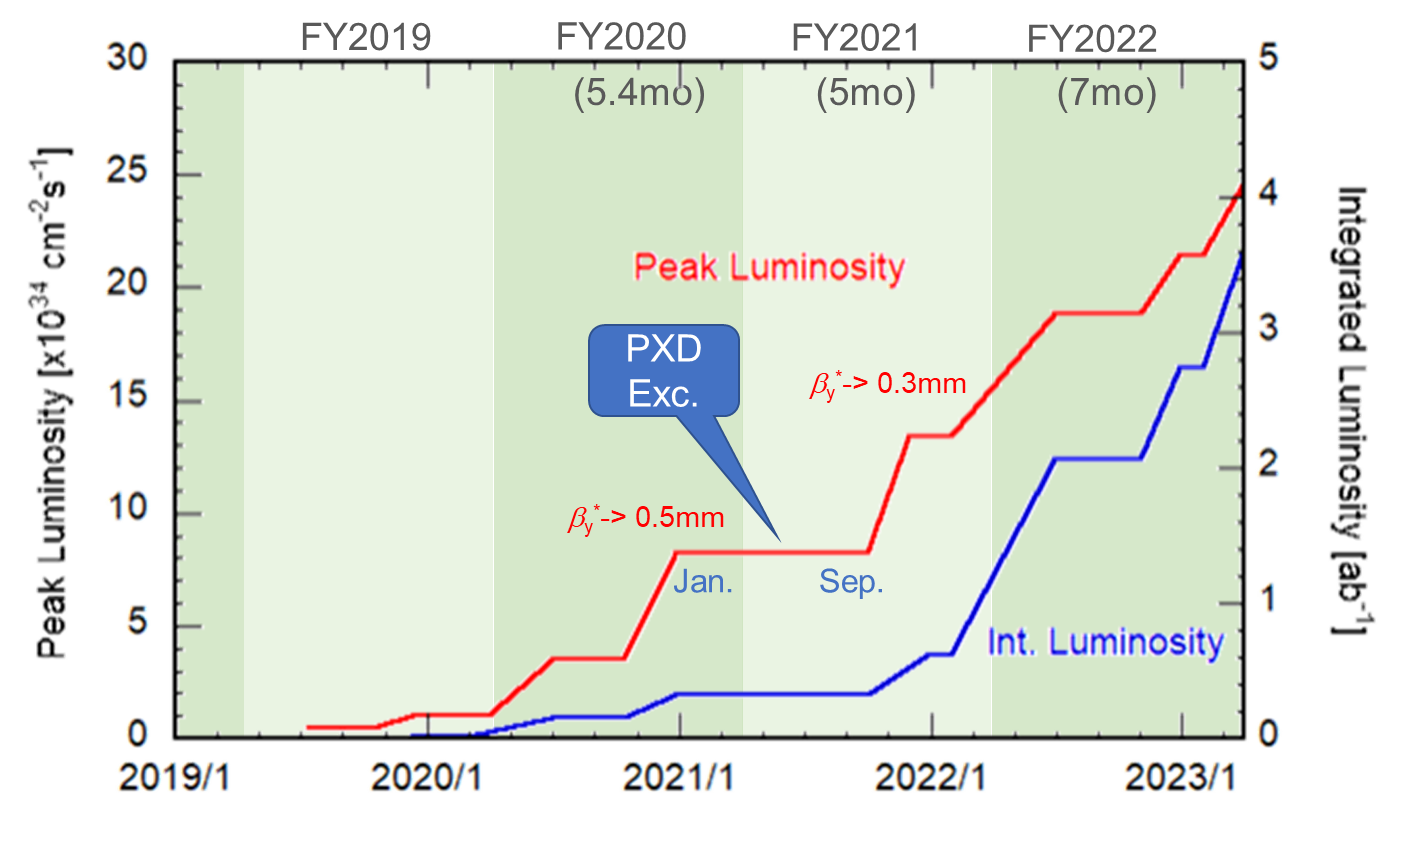 FY2019 FY2020 FY2021 FY2022
(5.4mo) (5mo) (7mo)
30
25
20
15
10
5
0
Peak Luminosity [x10³⁴ cm⁻²s⁻¹]
5
4
3
2
1
0
Integrated Luminosity [ab⁻¹]
Peak Luminosity
PXD
Exc.
βy*-> 0.3mm
βy*-> 0.5mm
Jan. Sep.
Int. Luminosity
2019/1 2020/1 2021/1 2022/1 2023/1